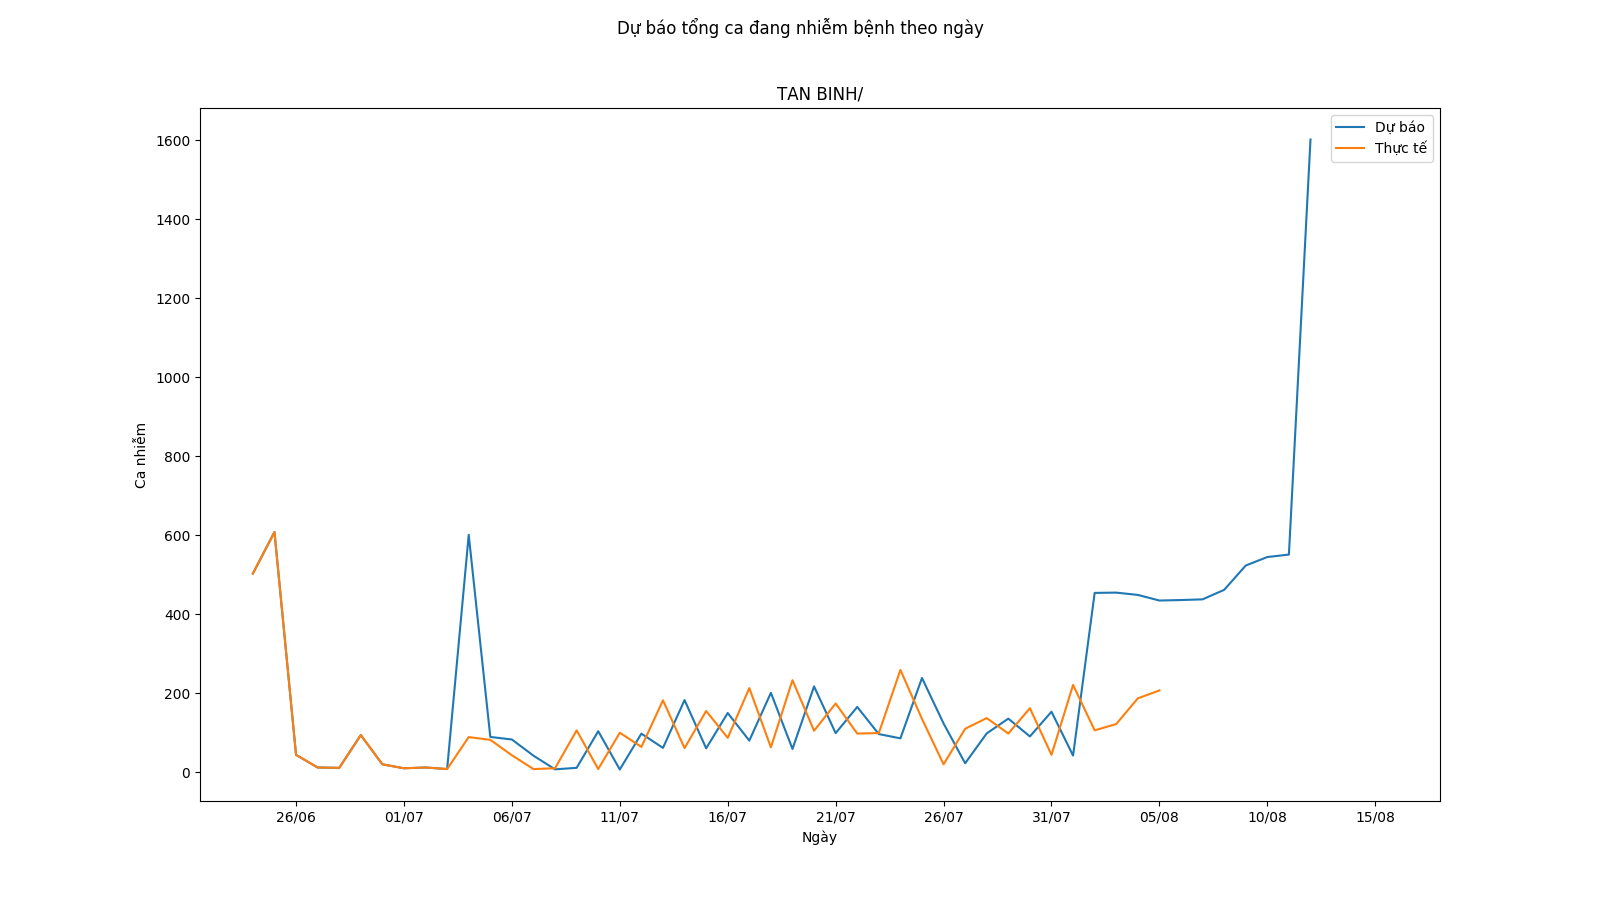 Dự báo tổng ca đang nhiễm bệnh theo ngày
TAN BINH/
Dự báo
Thực tế
1600
1400
1200
1000
800
600
400
200
0
Ca nhiễm
26/06 01/07 06/07 11/07 16/07 21/07 26/07 31/07 05/08 10/08 15/08
Ngày